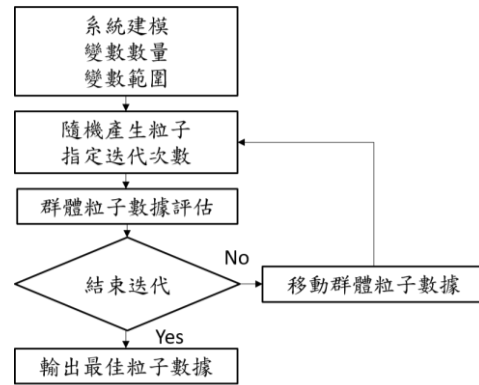 系統建模
變數數量
變數範圍
隨機產生粒子
指定迭代次數
群體粒子數據評估
結束迭代
No
移動群體粒子數據
Yes
輸出最佳粒子數據